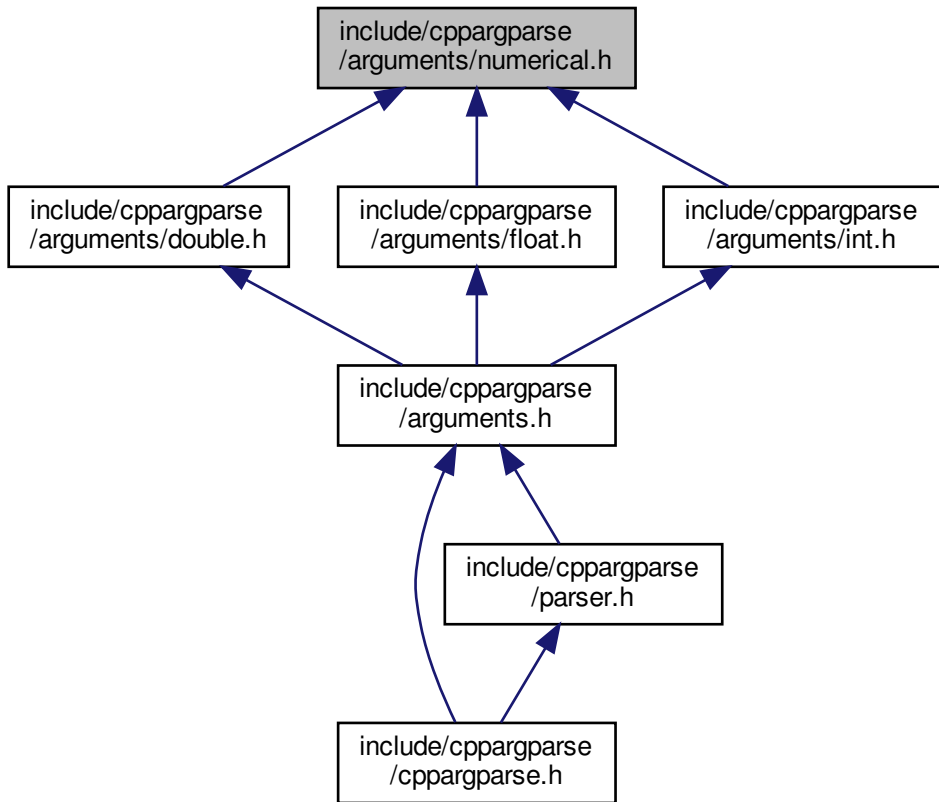 include/cppargparse
/arguments/numerical.h
include/cppargparse
/arguments/double.h
include/cppargparse
/arguments/float.h
include/cppargparse
/arguments/int.h
include/cppargparse
/arguments.h
include/cppargparse
/parser.h
include/cppargparse
/cppargparse.h